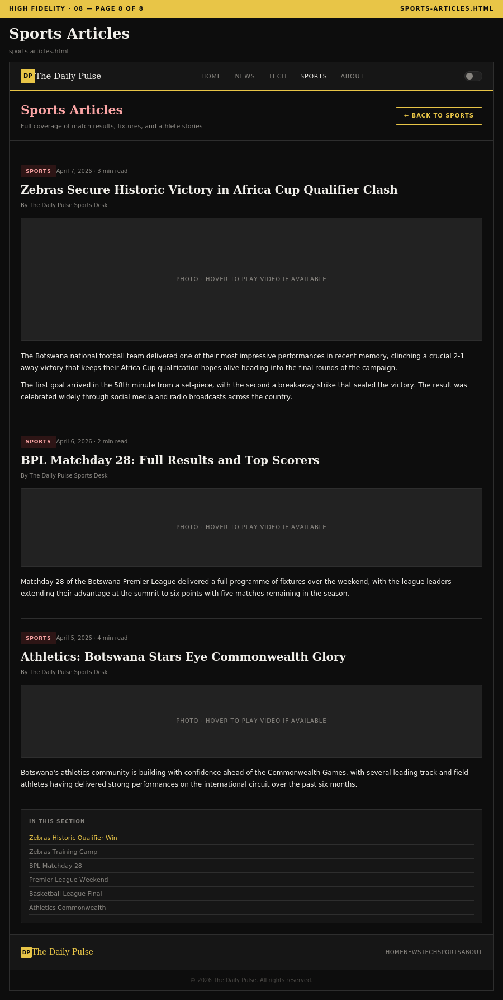 HIGH FIDELITY · 08 — PAGE 8 OF 8
SPORTS-ARTICLES.HTML
Sports Articles
sports-articles.html
DP The Daily Pulse
HOME NEWS TECH SPORTS ABOUT
Sports Articles
Full coverage of match results, fixtures, and athlete stories
← BACK TO SPORTS
SPORTS April 7, 2026 · 3 min read
Zebras Secure Historic Victory in Africa Cup Qualifier Clash
By The Daily Pulse Sports Desk
PHOTO · HOVER TO PLAY VIDEO IF AVAILABLE
The Botswana national football team delivered one of their most impressive performances in recent memory, clinching a crucial 2-1
away victory that keeps their Africa Cup qualification hopes alive heading into the final rounds of the campaign.
The first goal arrived in the 58th minute from a set-piece, with the second a breakaway strike that sealed the victory. The result was
celebrated widely through social media and radio broadcasts across the country.
SPORTS April 6, 2026 · 2 min read
BPL Matchday 28: Full Results and Top Scorers
By The Daily Pulse Sports Desk
PHOTO · HOVER TO PLAY VIDEO IF AVAILABLE
Matchday 28 of the Botswana Premier League delivered a full programme of fixtures over the weekend, with the league leaders
extending their advantage at the summit to six points with five matches remaining in the season.
SPORTS April 5, 2026 · 4 min read
Athletics: Botswana Stars Eye Commonwealth Glory
By The Daily Pulse Sports Desk
PHOTO · HOVER TO PLAY VIDEO IF AVAILABLE
Botswana's athletics community is building with confidence ahead of the Commonwealth Games, with several leading track and field
athletes having delivered strong performances on the international circuit over the past six months.
IN THIS SECTION
Zebras Historic Qualifier Win
Zebras Training Camp
BPL Matchday 28
Premier League Weekend
Basketball League Final
Athletics Commonwealth
DP The Daily Pulse
HOMENEWSTECHSPORTSABOUT
© 2026 The Daily Pulse. All rights reserved.